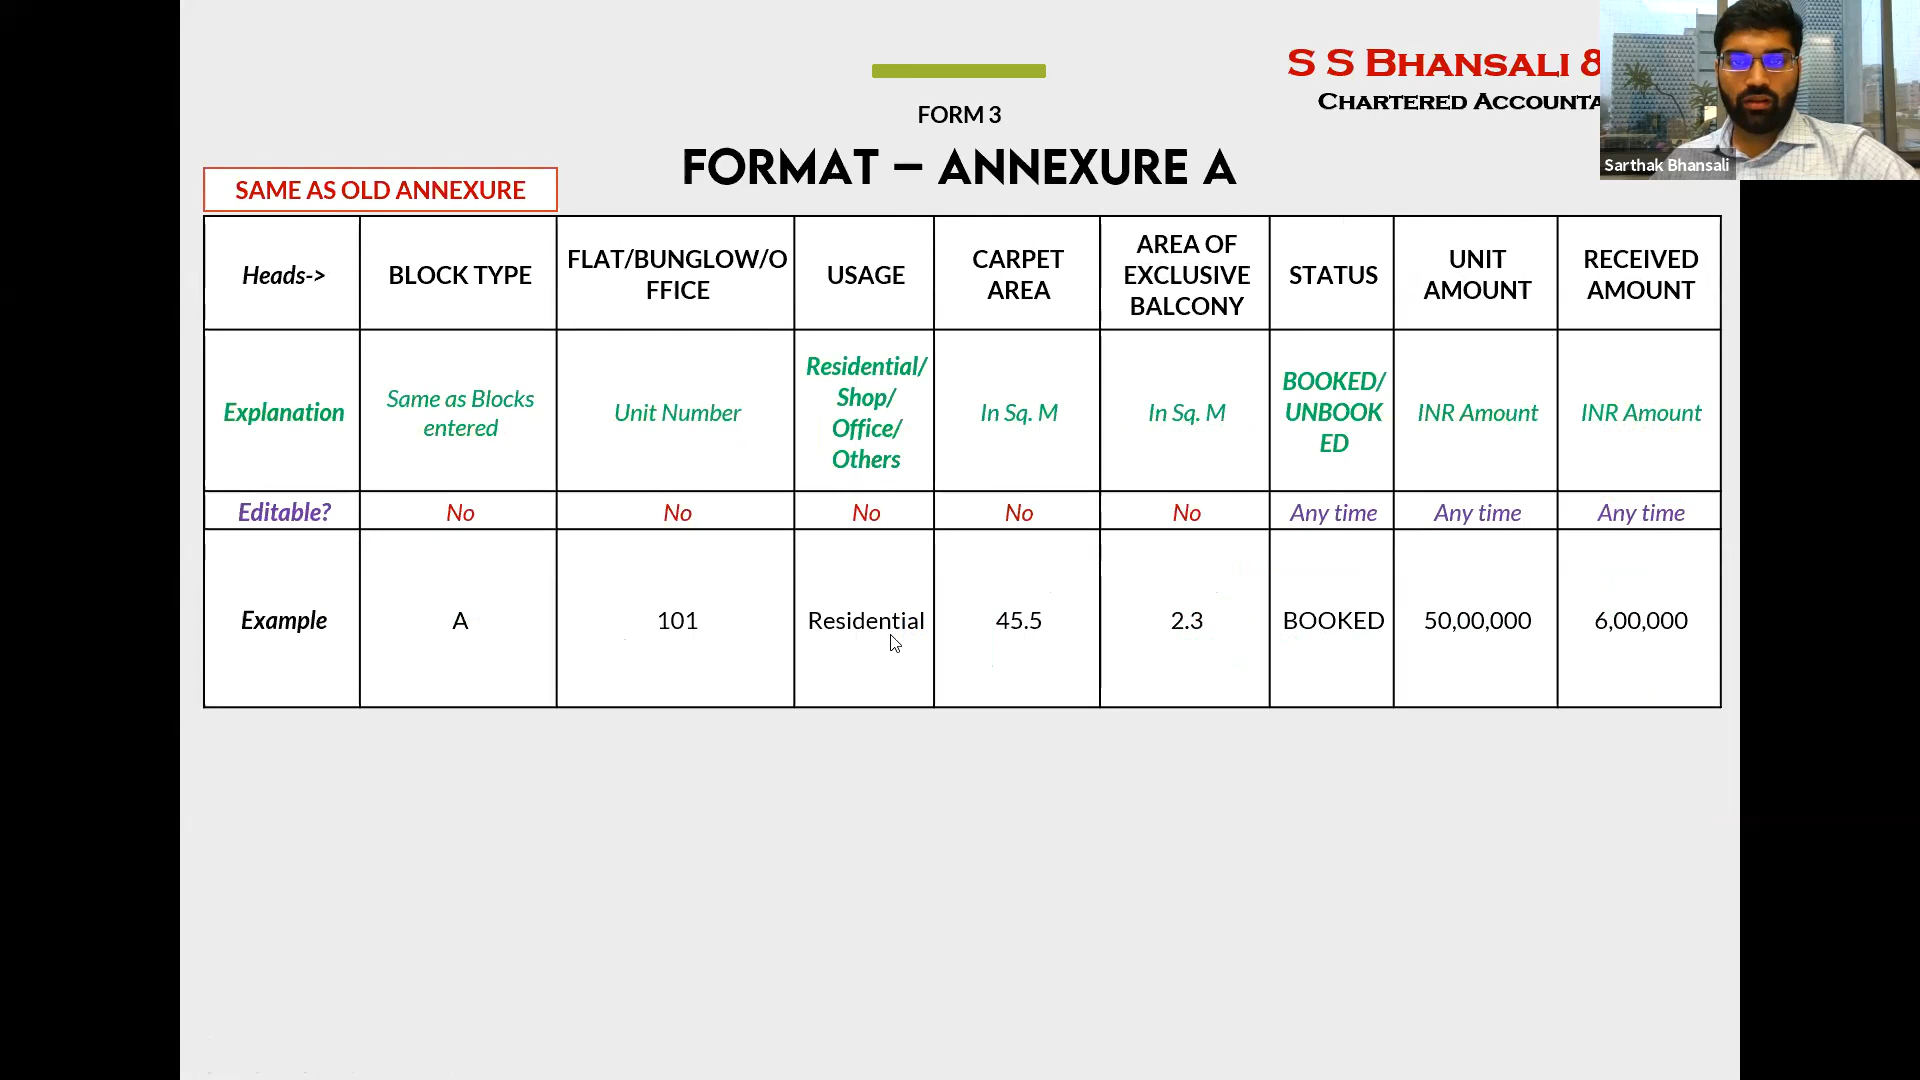 S S BHANSALI &
CHARTERED ACCOUNTA
Sarthak Bhansali
FORM 3
FORMAT – ANNEXURE A
SAME AS OLD ANNEXURE
Heads->
BLOCK TYPE
FLAT/BUNGLOW/O
FFICE
USAGE
CARPET
AREA
AREA OF
EXCLUSIVE
BALCONY
STATUS
UNIT
AMOUNT
RECEIVED
AMOUNT
Explanation
Same as Blocks
entered
Unit Number
Residential/
Shop/
Office/
Others
In Sq. M
In Sq. M
BOOKED/
UNBOOK
ED
INR Amount
INR Amount
Editable?
No
No
No
No
No
Any time
Any time
Any time
Example
A
101
Residential
45.5
2.3
BOOKED
50,00,000
6,00,000